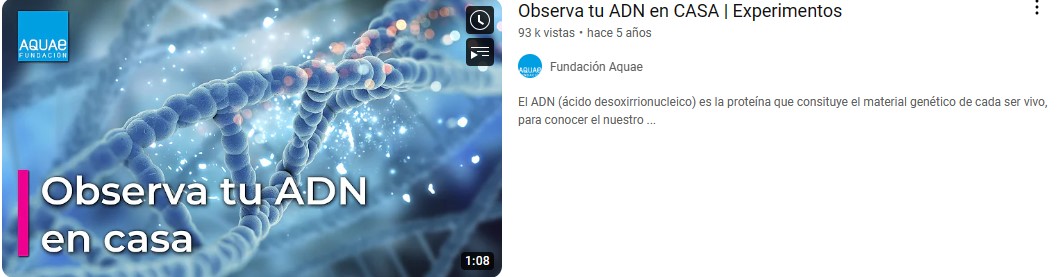 AQUAE
FUNDACIÓN
Observa tu ADN
en casa
1:08
Observa tu ADN en CASA | Experimentos
93 k vistas • hace 5 años
AQUAE
Fundación Aquae
El ADN (ácido desoxirrionucleico) es la proteína que consituye el material genético de cada ser vivo,
para conocer el nuestro ...